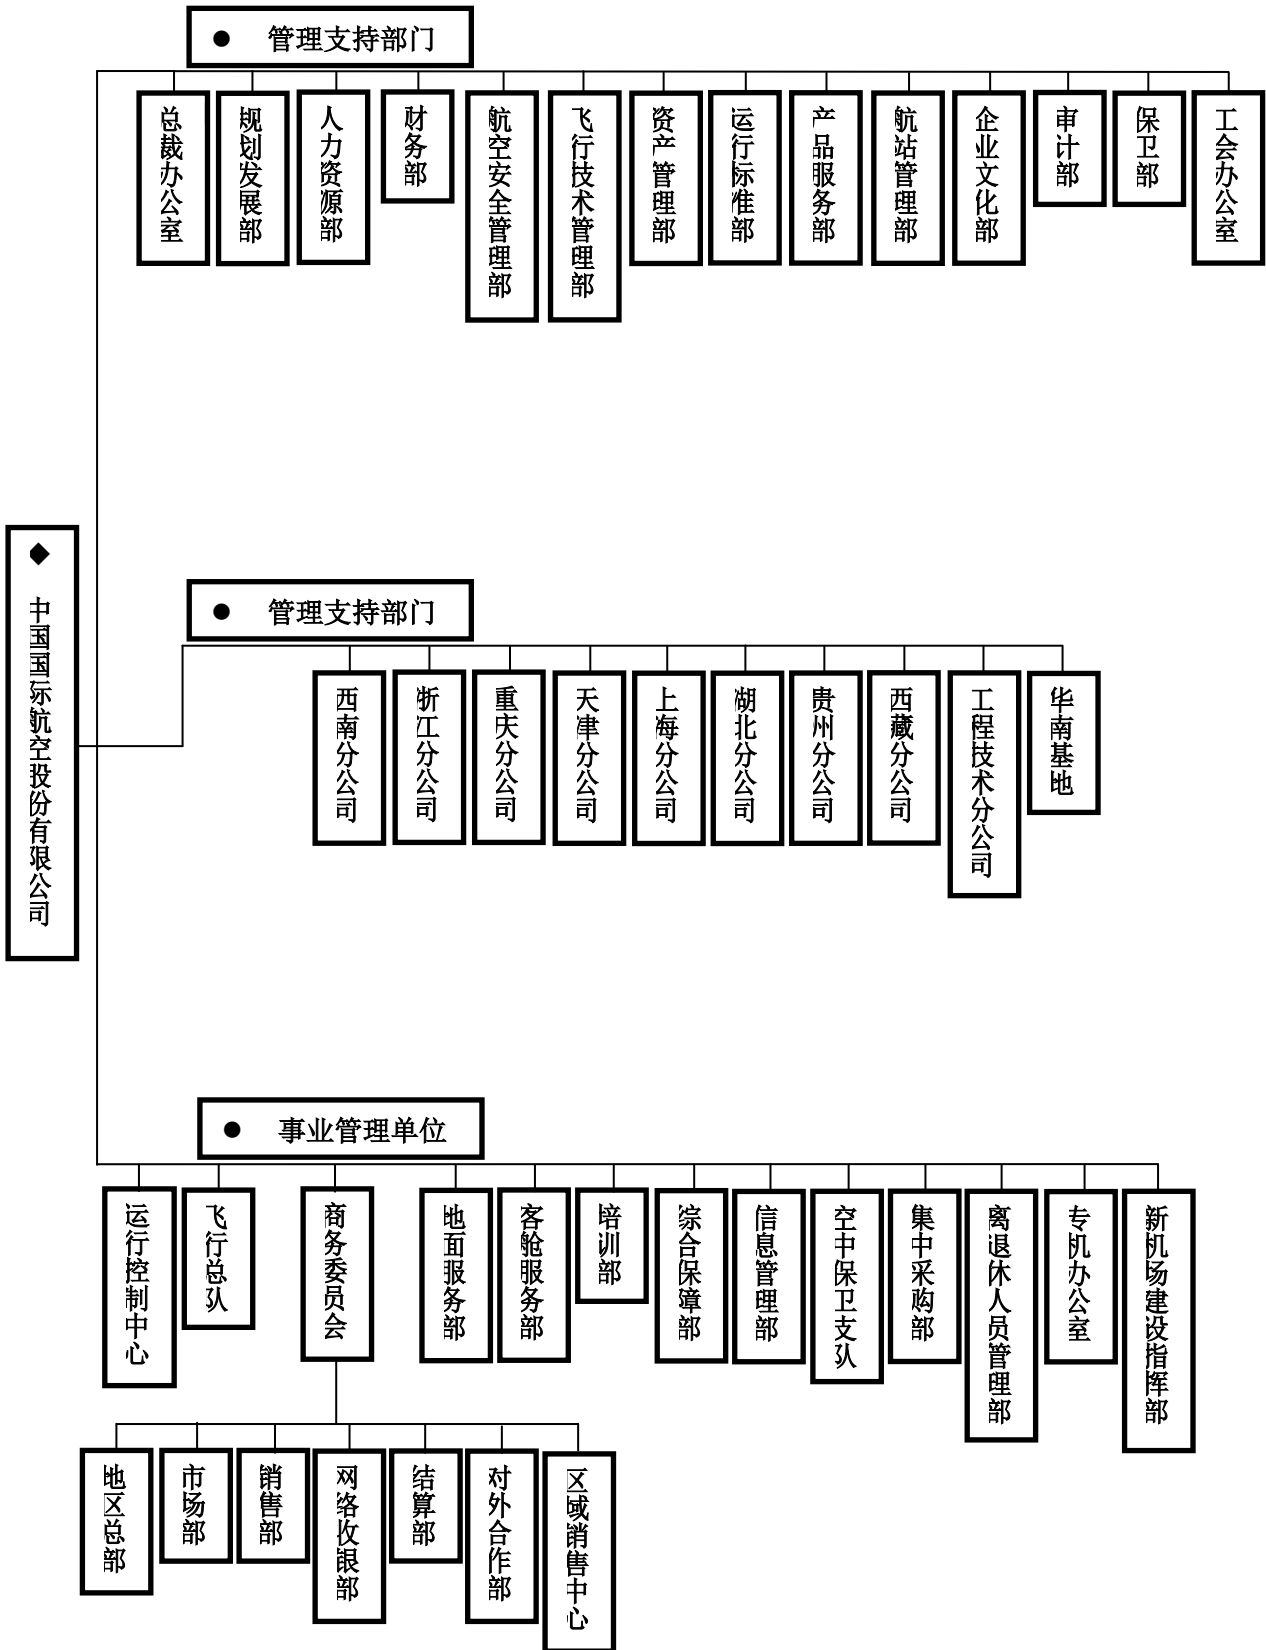 ● 管理支持部门
总裁办公室
规划发展部
人力资源部
财务部
航空安全管理部
飞行技术管理部
资产管理部
运行标准部
产品服务部
航站管理部
企业文化部
审计部
保卫部
工会办公室
◆ 中国国际航空股份有限公司
● 管理支持部门
西南分公司
浙江分公司
重庆分公司
天津分公司
上海分公司
湖北分公司
贵州分公司
西藏分公司
工程技术分公司
华南基地
● 事业管理单位
运行控制中心
飞行总队
商务委员会
地面服务部
客舱服务部
培训部
综合保障部
信息管理部
空中保卫支队
集中采购部
离退休人员管理部
专机办公室
新机场建设指挥部
地区总部
市场部
销售部
网络收银部
结算部
对外合作部
区域销售中心